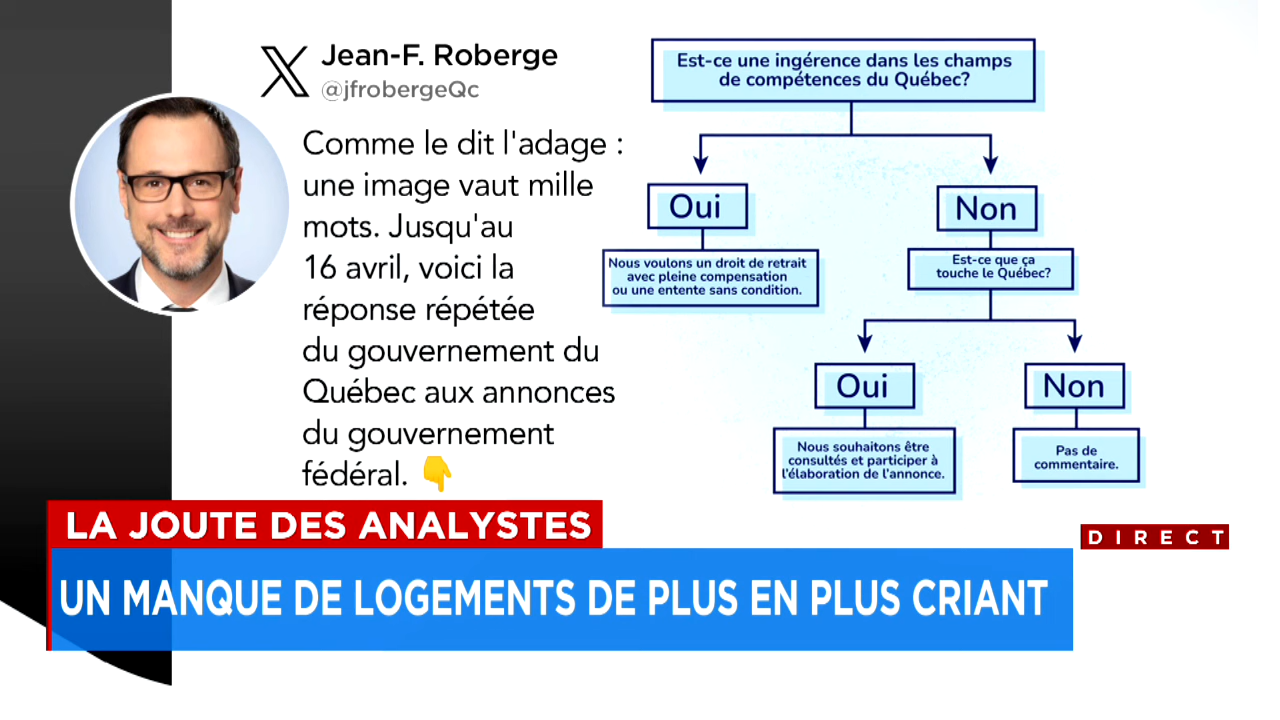 Jean-F. Roberge
@jfrobergeQc
Comme le dit l'adage :
une image vaut mille
mots. Jusqu'au
16 avril, voici la
réponse répétée
du gouvernement du
Québec aux annonces
du gouvernement
fédéral. 👇
Est-ce une ingérence dans les champs
de compétences du Québec?
Oui
Non
Nous voulons un droit de retrait
avec pleine compensation
ou une entente sans condition.
Est-ce que ça
touche le Québec?
Oui
Non
Nous souhaitons être
consultés et participer à
l'élaboration de l'annonce.
Pas de
commentaire.
LA JOUTE DES ANALYSTES
DIRECT
UN MANQUE DE LOGEMENTS DE PLUS EN PLUS CRIANT